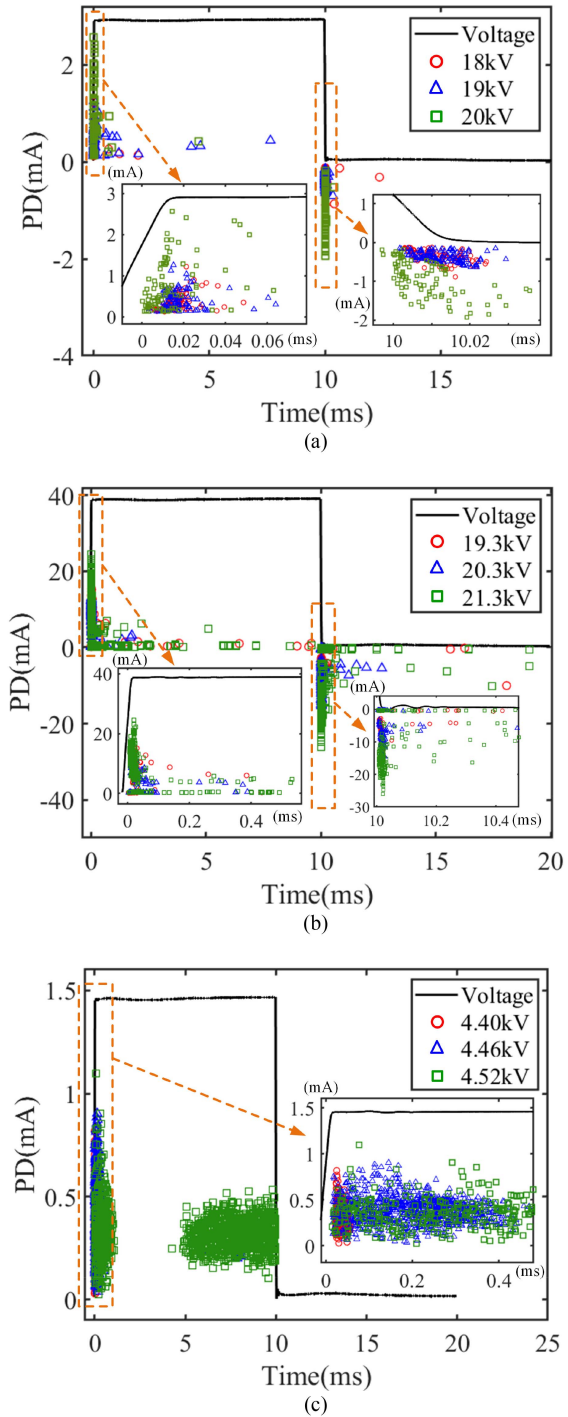 PD(mA)
2
0
-2
-4
Voltage
18kV
19kV
20kV
(mA)
3
2
1
0
0
0.02
0.04
0.06
(ms)
1
0
-1
-2
(mA)
10
10.02
(ms)
0
5
10
15
Time(ms)
(a)
PD(mA)
40
20
0
-20
-40
Voltage
19.3kV
20.3kV
21.3kV
(mA)
40
20
0
0
0.2
0.4
(ms)
(mA)
0
-10
-20
-30
10
10.2
10.4
(ms)
0
5
10
15
20
Time(ms)
(b)
PD(mA)
1.5
1
0.5
0
Voltage
4.40kV
4.46kV
4.52kV
(mA)
1.5
1
0.5
0
0
0.2
0.4
(ms)
0
5
10
15
20
25
Time(ms)
(c)